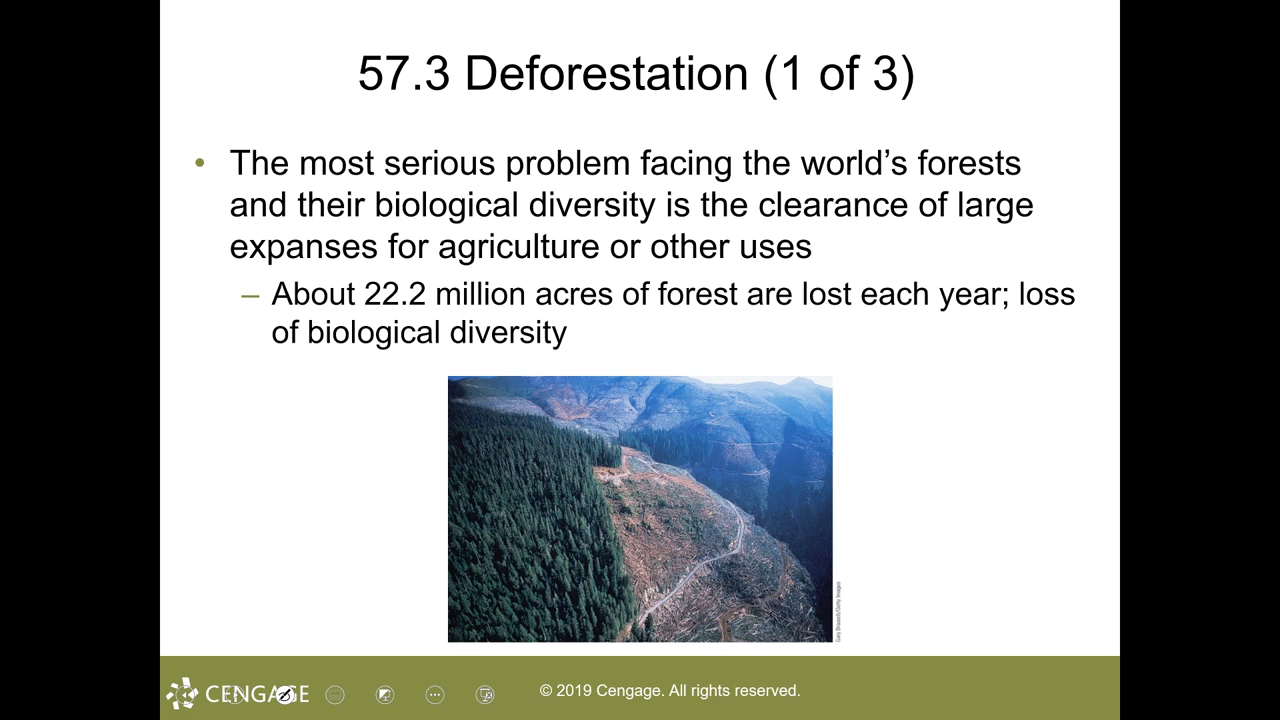 57.3 Deforestation (1 of 3)
• The most serious problem facing the world’s forests
and their biological diversity is the clearance of large
expanses for agriculture or other uses
– About 22.2 million acres of forest are lost each year; loss
of biological diversity
CENGAGE
© 2019 Cengage. All rights reserved.